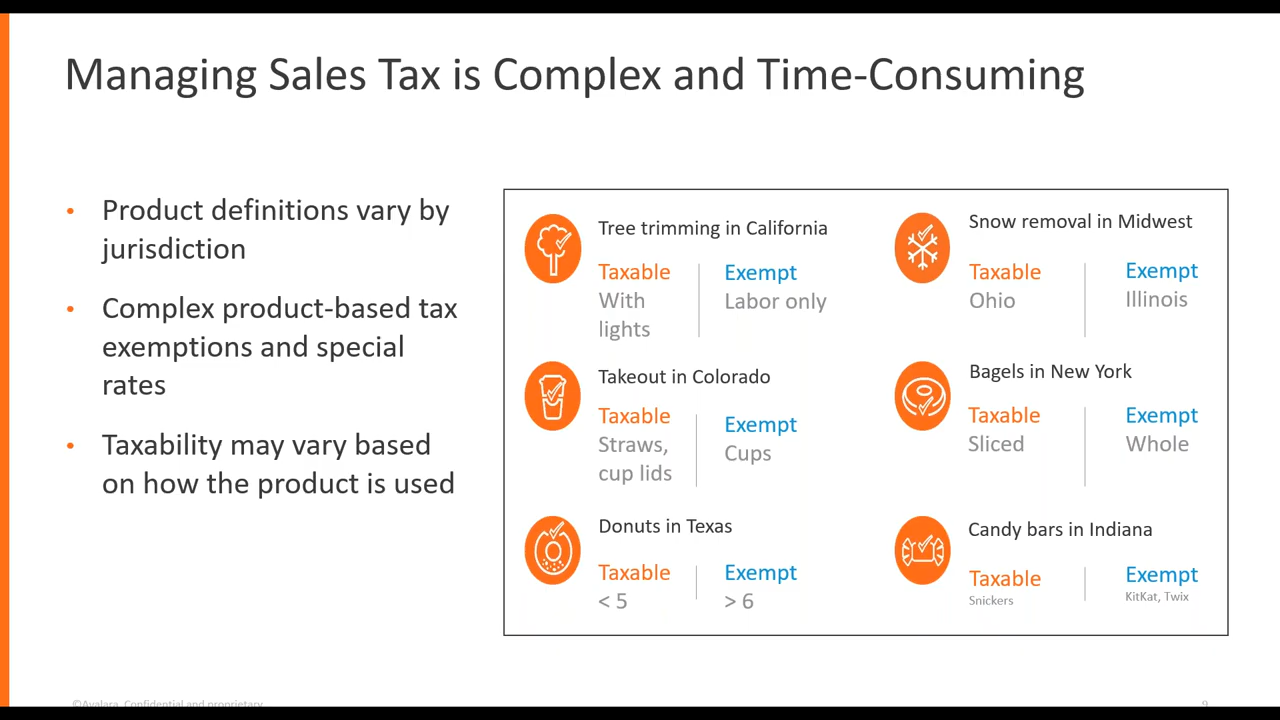 Managing Sales Tax is Complex and Time-Consuming
• Product definitions vary by
jurisdiction
• Complex product-based tax
exemptions and special
rates
• Taxability may vary based
on how the product is used
Tree trimming in California
Taxable
With
lights
Exempt
Labor only
Snow removal in Midwest
Taxable
Ohio
Exempt
Illinois
Takeout in Colorado
Taxable
Straws,
cup lids
Exempt
Cups
Bagels in New York
Taxable
Sliced
Exempt
Whole
Donuts in Texas
Taxable
< 5
Exempt
> 6
Candy bars in Indiana
Taxable
Snickers
Exempt
KitKat, Twix
©Avalara. Confidential and proprietary.
9